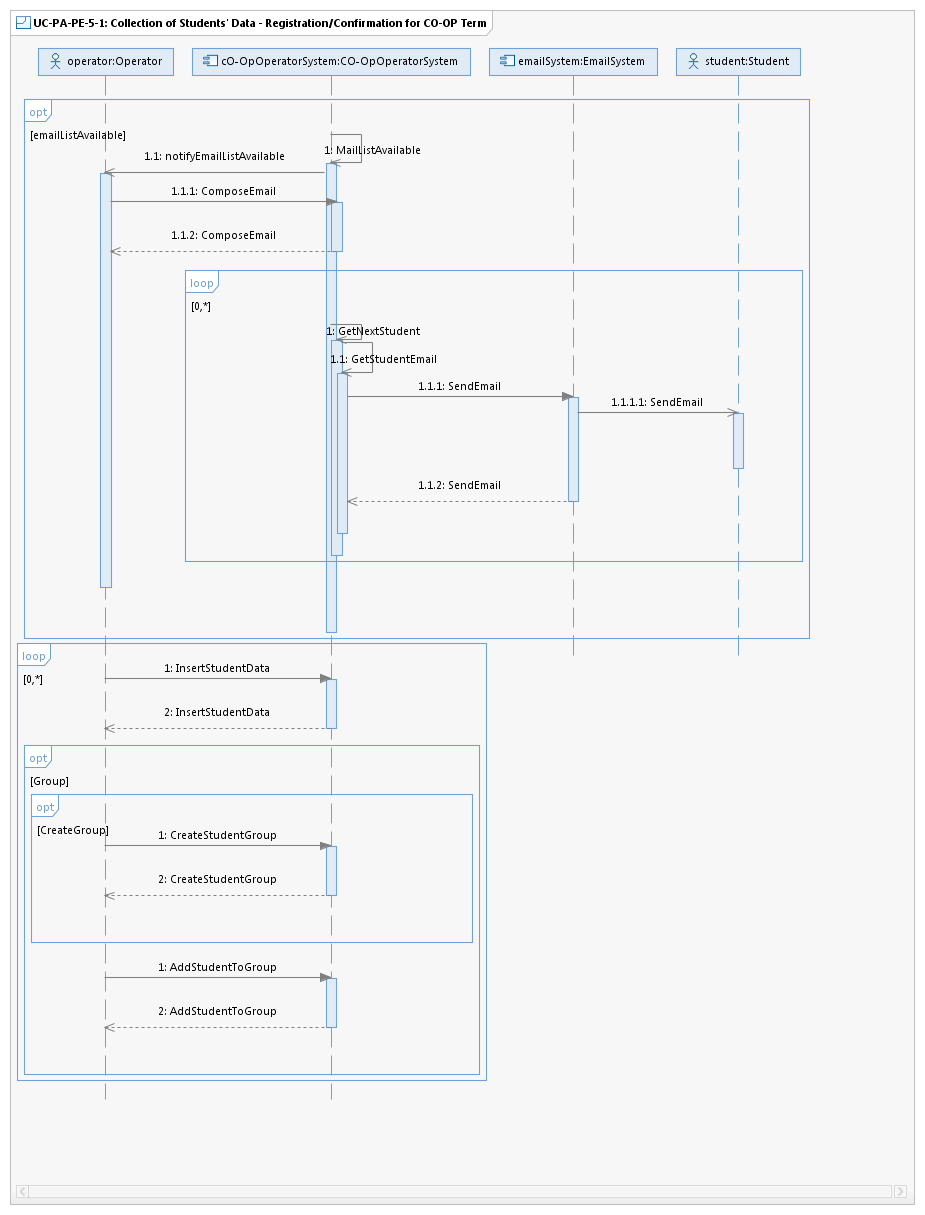 UC-PA-PE-5-1: Collection of Students' Data - Registration/Confirmation for CO-OP Term
operator:Operator
cO-OpOperatorSystem:CO-OpOperatorSystem
emailSystem:EmailSystem
student:Student
opt
[emailListAvailable]
1: MailListAvailable
1.1: notifyEmailListAvailable
1.1.1: ComposeEmail
1.1.2: ComposeEmail
loop
[0,*]
1: GetNextStudent
1.1: GetStudentEmail
1.1.1: SendEmail
1.1.1.1: SendEmail
1.1.2: SendEmail
loop
[0,*]
1: InsertStudentData
2: InsertStudentData
opt
[Group]
opt
[CreateGroup]
1: CreateStudentGroup
2: CreateStudentGroup
1: AddStudentToGroup
2: AddStudentToGroup